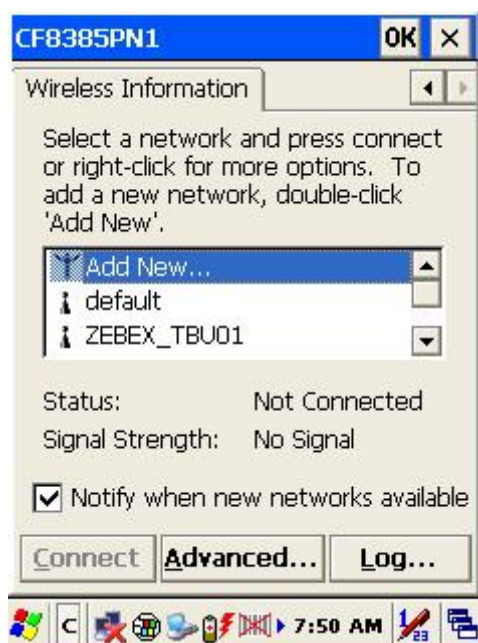 CF8385PN1 OK ×
Wireless Information
Select a network and press connect
or right-click for more options. To
add a new network, double-click
'Add New'.
Add New...
default
ZEBEX_TBU01
Status: Not Connected
Signal Strength: No Signal
Notify when new networks available
Connect Advanced... Log...
C 7:50 AM 23